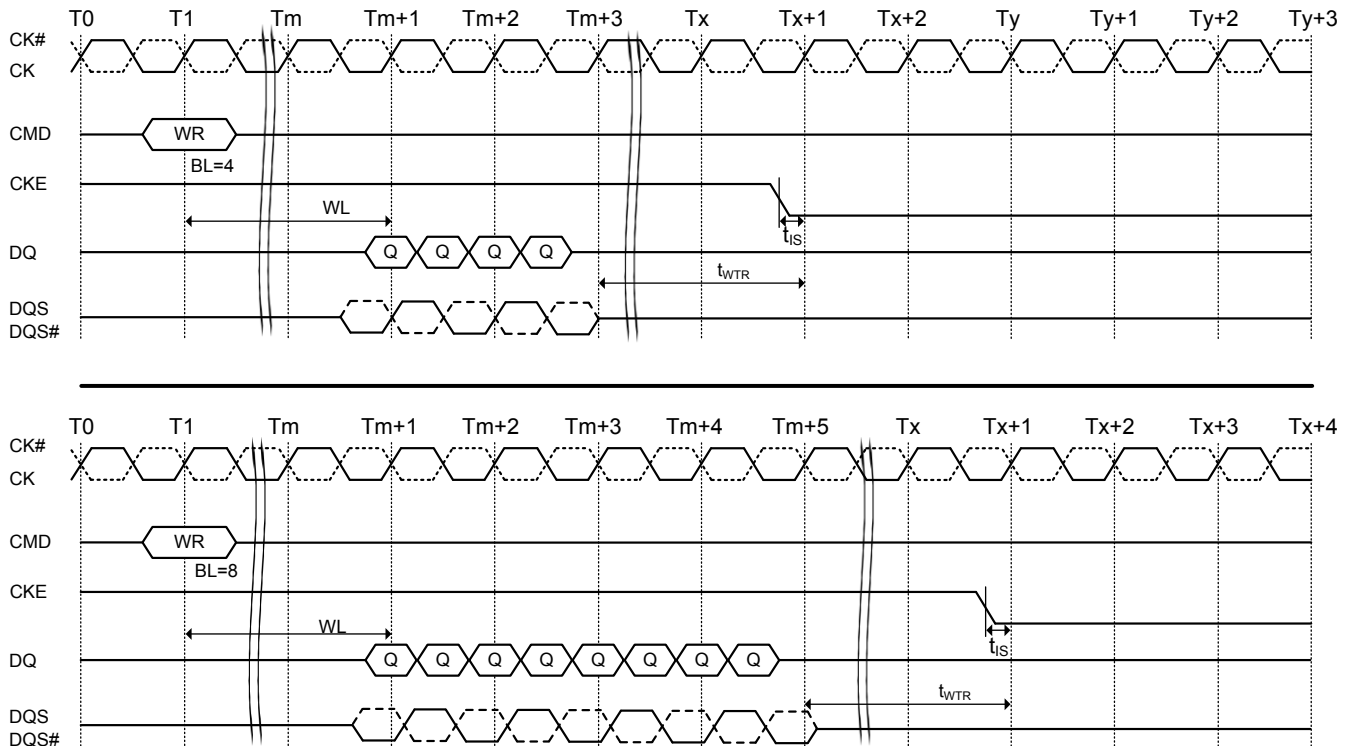 T0 T1 Tm Tm+1 Tm+2 Tm+3 Tx Tx+1 Tx+2 Ty Ty+1 Ty+2 Ty+3
CK#
CK
CMD WR
BL=4
CKE
WL
tIS
DQ Q Q Q Q
tWTR
DQS
DQS#
T0 T1 Tm Tm+1 Tm+2 Tm+3 Tm+4 Tm+5 Tx Tx+1 Tx+2 Tx+3 Tx+4
CK#
CK
CMD WR
BL=8
CKE
WL
tIS
DQ Q Q Q Q Q Q Q Q
tWTR
DQS
DQS#